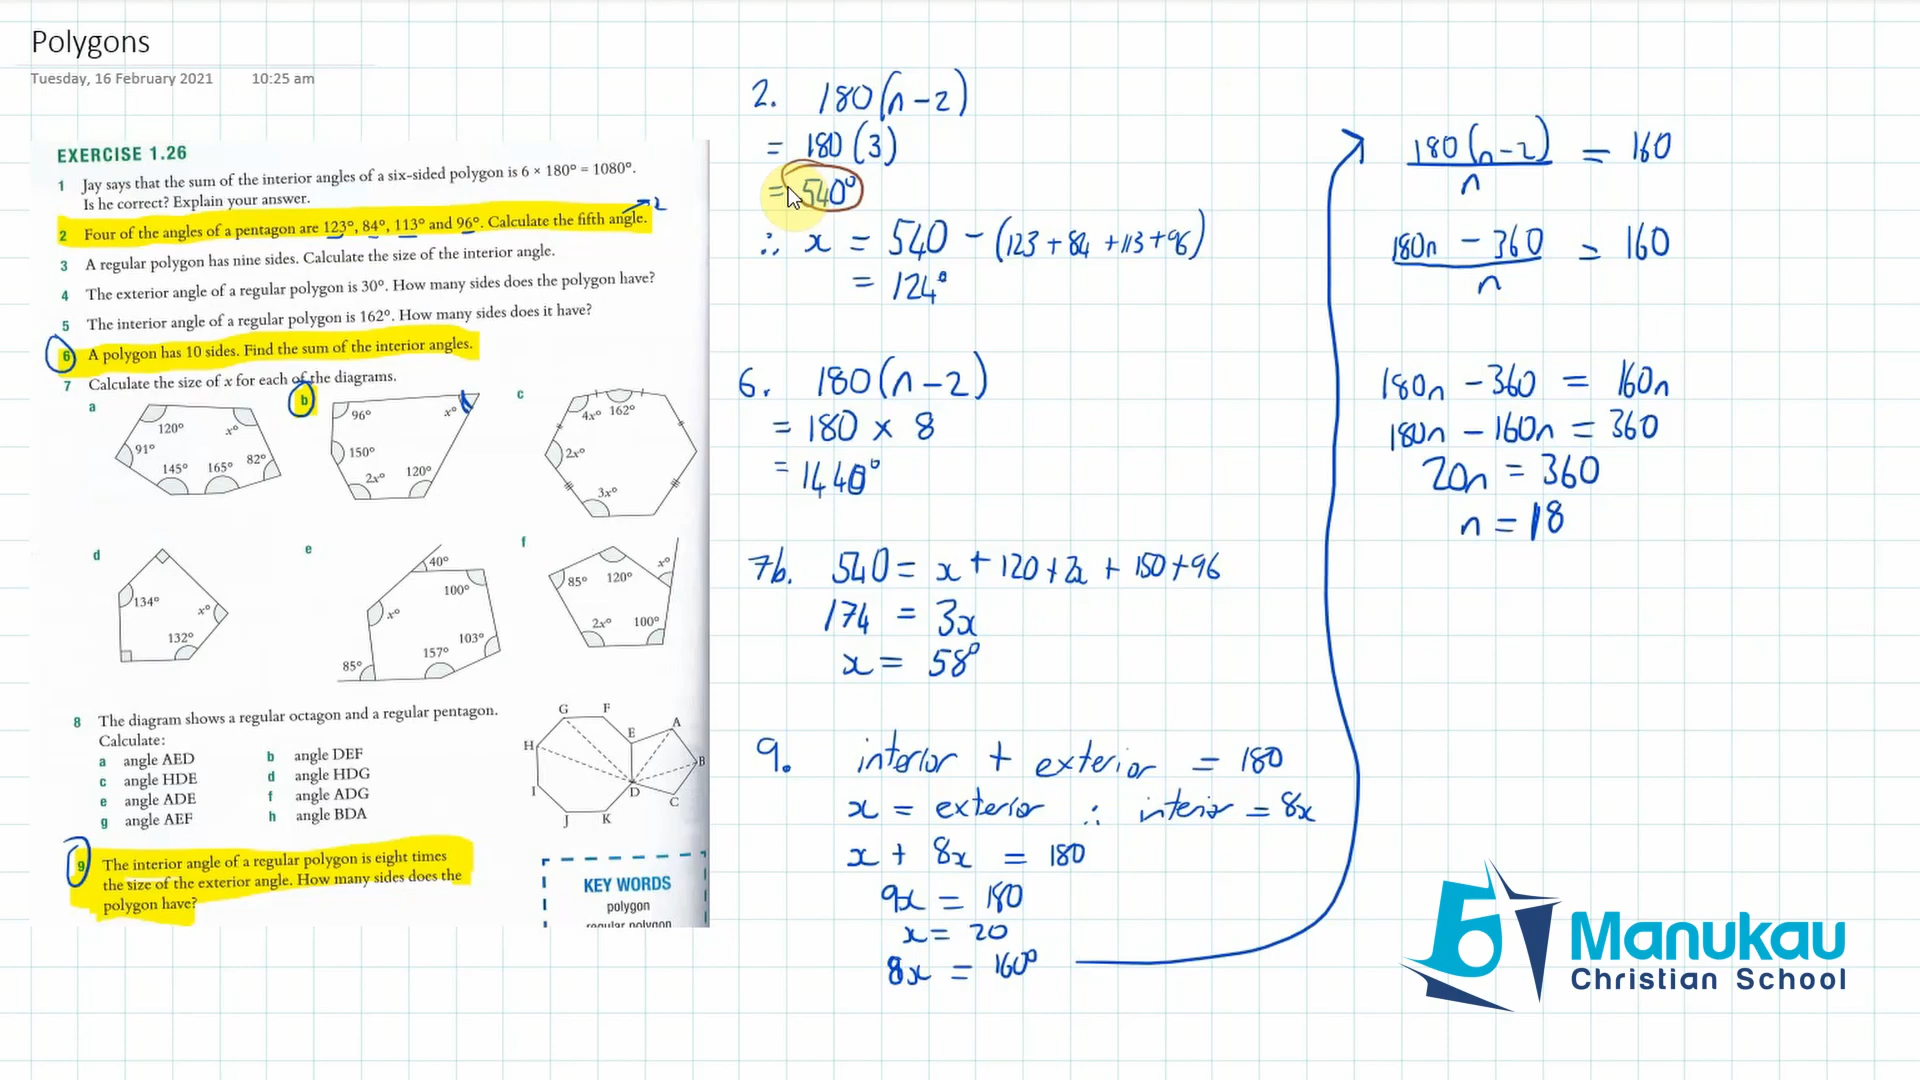 Polygons
Tuesday, 16 February 2021 10:25 am
EXERCISE 1.26
1 Jay says that the sum of the interior angles of a six-sided polygon is 6 × 180° = 1080°.
Is he correct? Explain your answer.
2 Four of the angles of a pentagon are 123°, 84°, 113° and 96°. Calculate the fifth angle.
2
3 A regular polygon has nine sides. Calculate the size of the interior angle.
4 The exterior angle of a regular polygon is 30°. How many sides does the polygon have?
5 The interior angle of a regular polygon is 162°. How many sides does it have?
6 A polygon has 10 sides. Find the sum of the interior angles.
7 Calculate the size of x for each of the diagrams.
a
120°
x°
91°
145°
165°
82°
b
96°
x°
150°
2x°
120°
c
4x°
162°
2x°
3x°
d
134°
x°
132°
e
40°
100°
x°
103°
157°
85°
f
85°
120°
x°
2x°
100°
8 The diagram shows a regular octagon and a regular pentagon.
Calculate:
a angle AED b angle DEF
c angle HDE d angle HDG
e angle ADE f angle ADG
g angle AEF h angle BDA
G
F
E
A
H
B
I
D
C
J
K
9 The interior angle of a regular polygon is eight times
the size of the exterior angle. How many sides does the
polygon have?
KEY WORDS
polygon
regular polygon
2. 180(n-2)
= 180(3)
= 540°
∴ x = 540 - (123 + 84 + 113 + 96)
= 124°
6. 180(n-2)
= 180 × 8
= 1440°
7b. 540 = x + 120 + 2x + 150 + 96
174 = 3x
x = 58°
9. interior + exterior = 180
x = exterior ∴ interior = 8x
x + 8x = 180
9x = 180
x = 20
8x = 160°
180(n-2) = 160
n
180n - 360 = 160
n
180n - 360 = 160n
180n - 160n = 360
20n = 360
n = 18
Manukau
Christian School